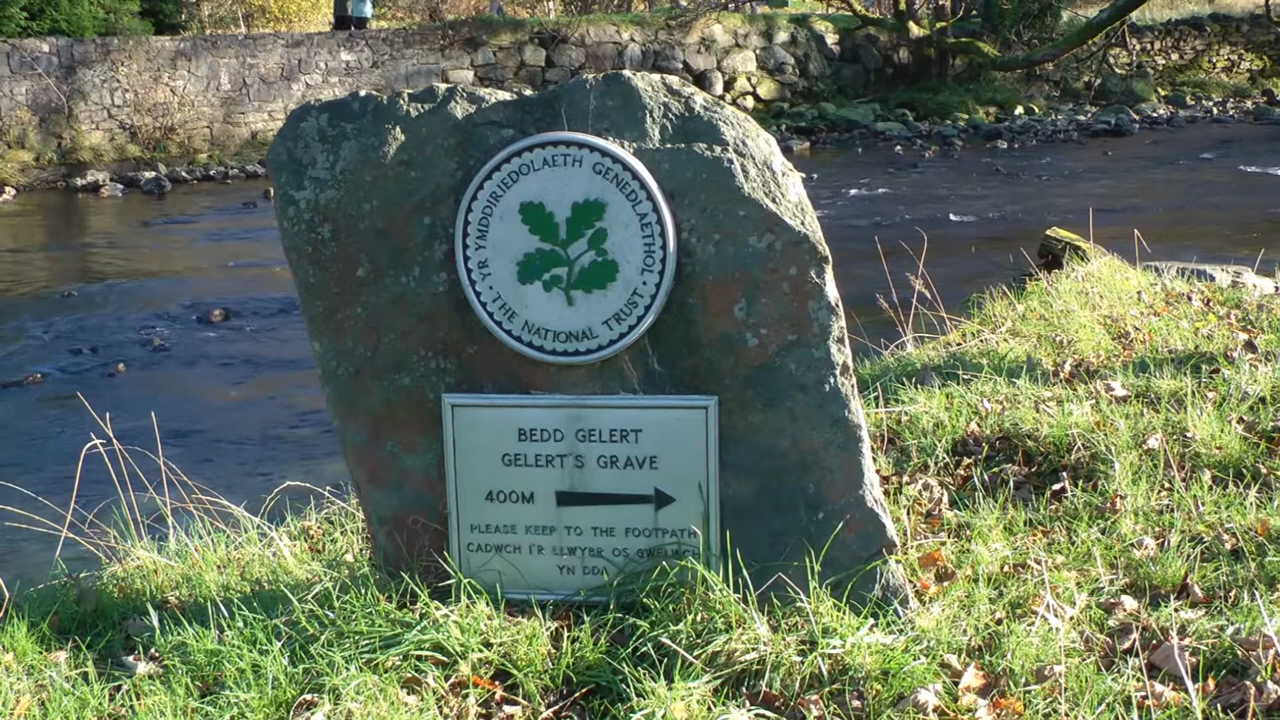 · YR YMDDIRIEDOLAETH GENEDLAETHOL ·
THE NATIONAL TRUST
BEDD GELERT
GELERT'S GRAVE
400M
PLEASE KEEP TO THE FOOTPATH
CADWCH I'R LLWYBR OS GWELWCH
YN DDA